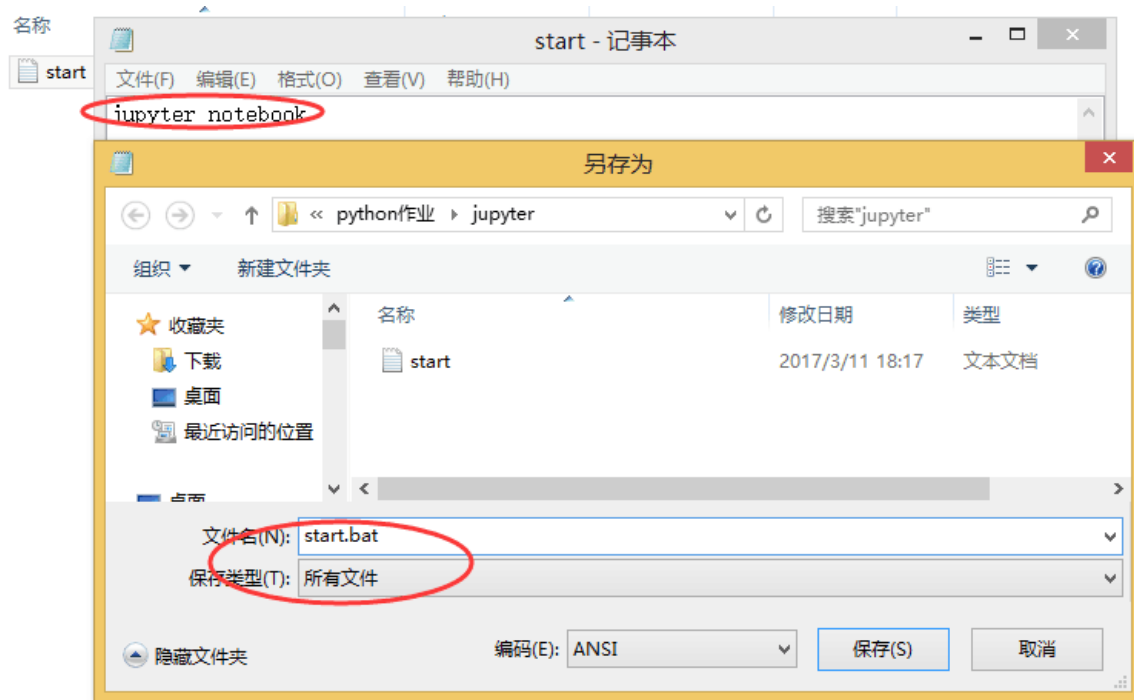 名称
start - 记事本
start
文件(F) 编辑(E) 格式(O) 查看(V) 帮助(H)
jupyter notebook
另存为
« python作业 jupyter
搜索"jupyter"
组织 新建文件夹
名称 修改日期 类型
收藏夹
下载
桌面
最近访问的位置
桌面
start 2017/3/11 18:17 文本文档
文件名(N): start.bat
保存类型(T): 所有文件
隐藏文件夹 编码(E): ANSI 保存(S) 取消